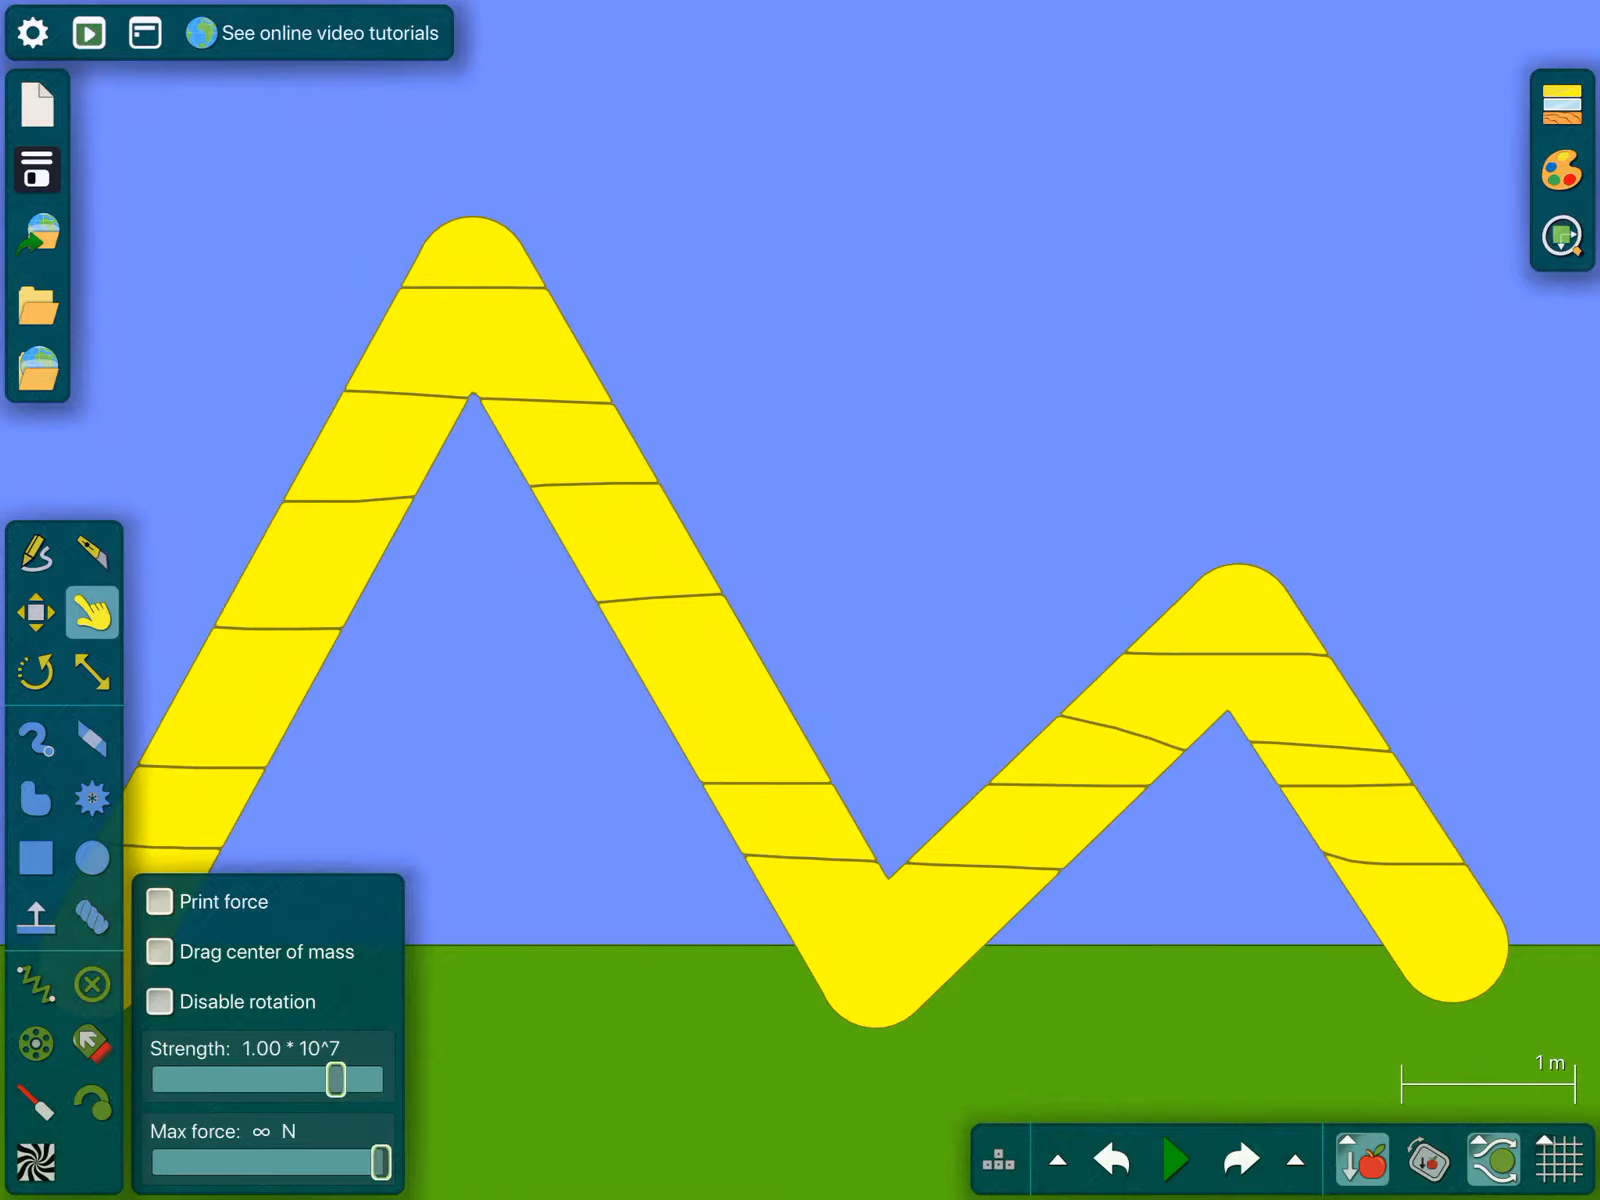 See online video tutorials
Print force
Drag center of mass
Disable rotation
Strength: 1.00 * 10^7
1 m
Max force: ∞ N